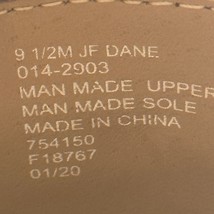 9 1/2M JF DANE
014-2903
MAN MADE UPPER
MAN MADE SOLE
MADE IN CHINA
754150
F18767
01/20